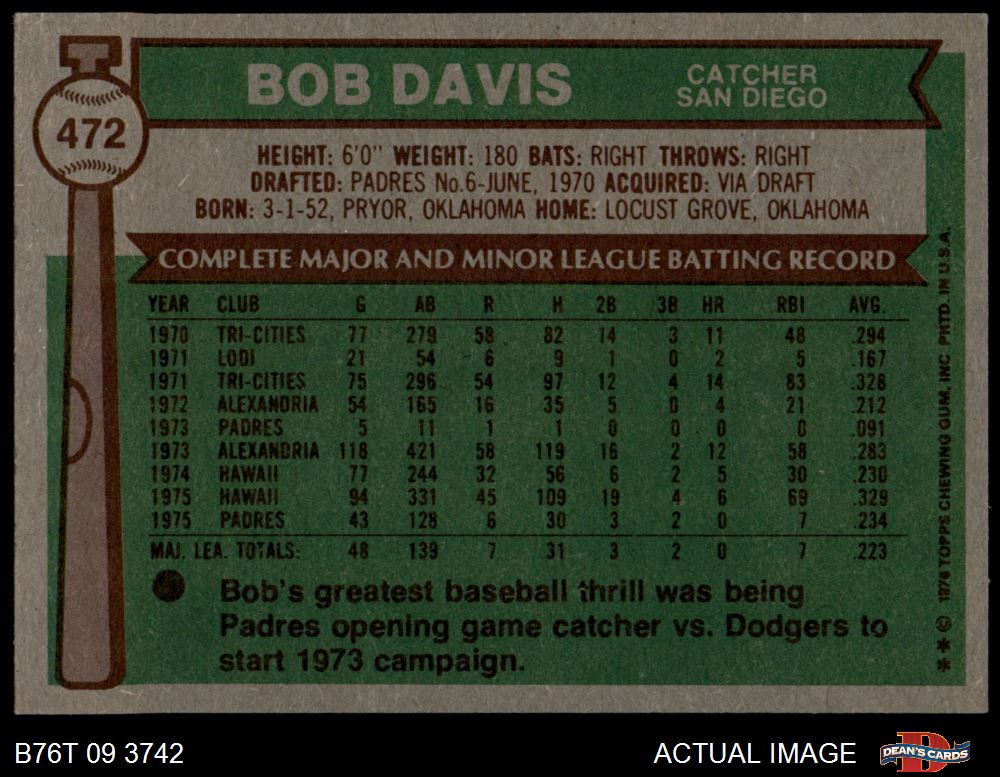 472
BOB DAVIS
CATCHER
SAN DIEGO
HEIGHT: 6'0" WEIGHT: 180 BATS: RIGHT THROWS: RIGHT
DRAFTED: PADRES No.6-JUNE, 1970 ACQUIRED: VIA DRAFT
BORN: 3-1-52, PRYOR, OKLAHOMA HOME: LOCUST GROVE, OKLAHOMA
COMPLETE MAJOR AND MINOR LEAGUE BATTING RECORD
YEAR CLUB G AB R H 2B 3B HR RBI AVG.
1970 TRI-CITIES 77 279 58 82 14 3 11 48 .294
1971 LODI 21 54 6 9 1 0 2 5 .167
1971 TRI-CITIES 75 296 54 97 12 4 14 83 .328
1972 ALEXANDRIA 54 165 16 35 5 0 4 21 .212
1973 PADRES 5 11 1 1 0 0 0 0 .091
1973 ALEXANDRIA 118 421 58 119 16 2 12 58 .283
1974 HAWAII 77 244 32 56 6 2 5 30 .230
1975 HAWAII 94 331 45 109 19 4 6 69 .329
1975 PADRES 43 128 6 30 3 2 0 7 .234
MAJ. LEA. TOTALS: 48 139 7 31 3 2 0 7 .223
Bob's greatest baseball thrill was being
Padres opening game catcher vs. Dodgers to
start 1973 campaign.
** © 1976 TOPPS CHEWING GUM, INC PRTD. IN U.S.A.
B76T 09 3742
ACTUAL IMAGE
D
DEAN'S CARDS